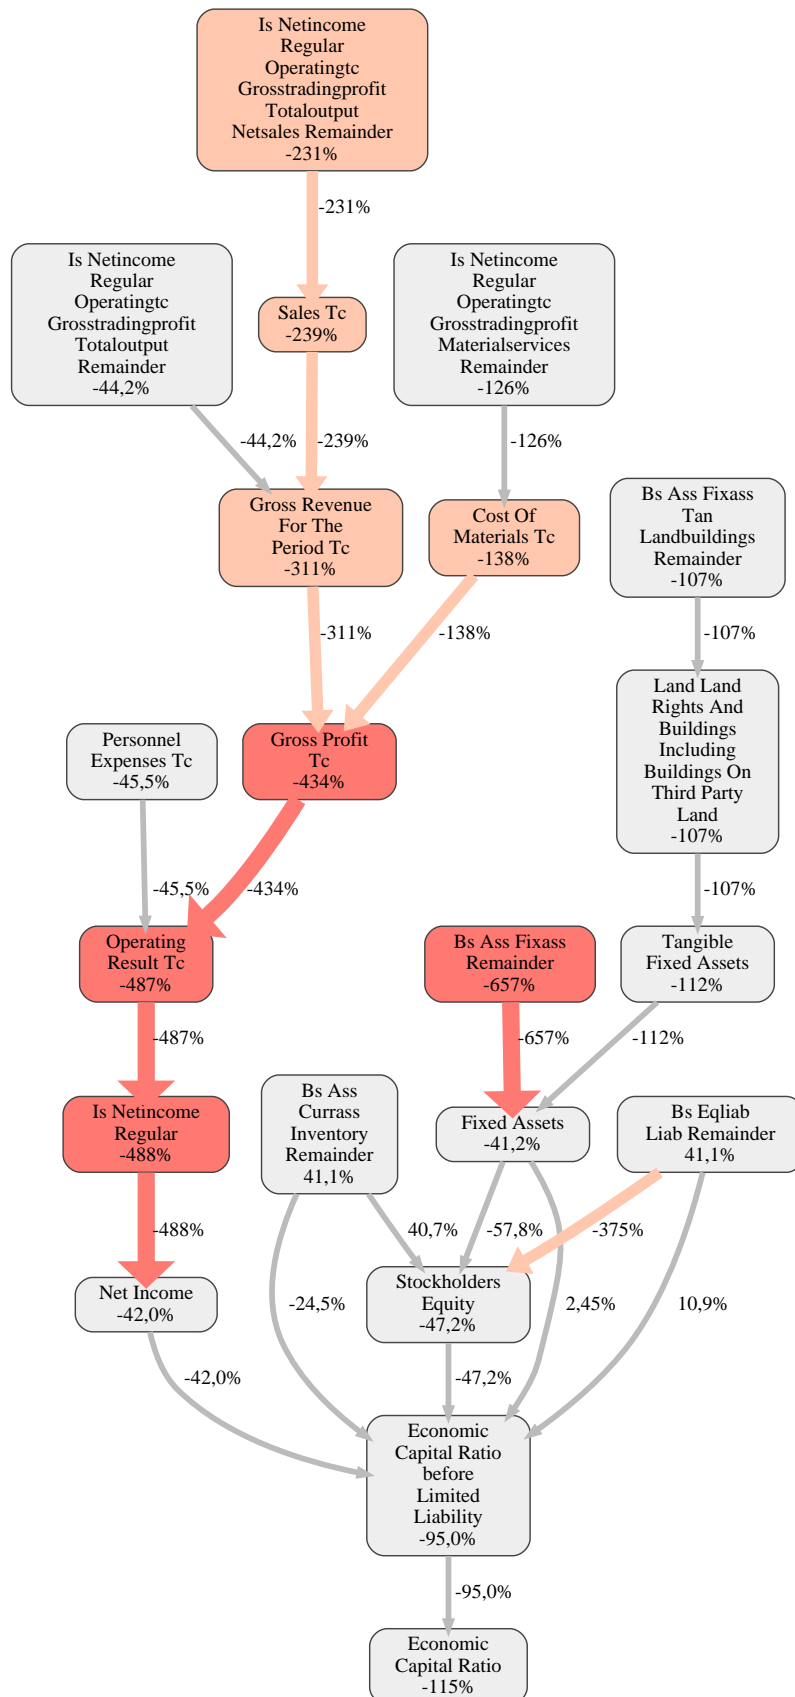 Is Netincome
Regular
Operatingtc
Grosstradingprofit
Totaloutput
Netsales Remainder
-231%
-231%
Is Netincome
Regular
Operatingtc
Grosstradingprofit
Totaloutput
Remainder
-44,2%
Sales Tc
-239%
Is Netincome
Regular
Operatingtc
Grosstradingprofit
Materialservices
Remainder
-126%
-44,2%
-239%
-126%
Gross Revenue
For The
Period Tc
-311%
Cost Of
Materials Tc
-138%
Bs Ass Fixass
Tan
Landbuildings
Remainder
-107%
-311%
-138%
-107%
Personnel
Expenses Tc
-45,5%
Gross Profit
Tc
-434%
Land Land
Rights And
Buildings
Including
Buildings On
Third Party
Land
-107%
-45,5%
-434%
-107%
Operating
Result Tc
-487%
Bs Ass Fixass
Remainder
-657%
Tangible
Fixed Assets
-112%
-487%
-657%
-112%
Is Netincome
Regular
-488%
Bs Ass
Currass
Inventory
Remainder
41,1%
Fixed Assets
-41,2%
Bs Eqliab
Liab Remainder
41,1%
-488%
40,7%
-57,8%
-375%
Net Income
-42,0%
-24,5%
Stockholders
Equity
-47,2%
2,45%
10,9%
-42,0%
-47,2%
Economic
Capital Ratio
before
Limited
Liability
-95,0%
-95,0%
Economic
Capital Ratio
-115%